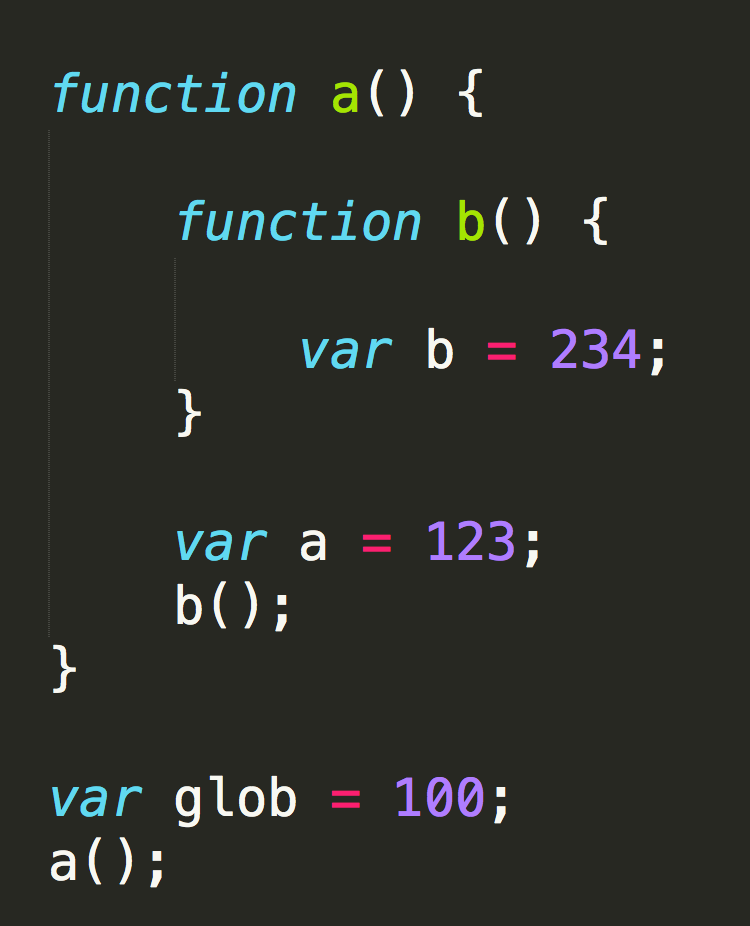 function a() {
function b() {
var b = 234;
}
var a = 123;
b();
}
var glob = 100;
a();